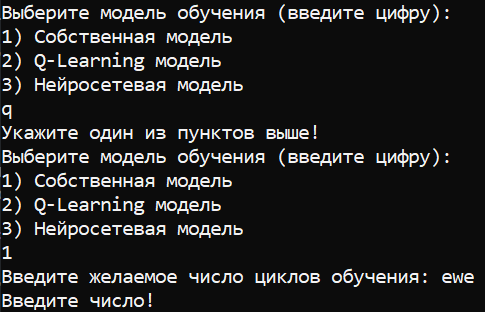 Выберите модель обучения (введите цифру):
1) Собственная модель
2) Q-Learning модель
3) Нейросетевая модель
q
Укажите один из пунктов выше!
Выберите модель обучения (введите цифру):
1) Собственная модель
2) Q-Learning модель
3) Нейросетевая модель
1
Введите желаемое число циклов обучения: ewe
Введите число!